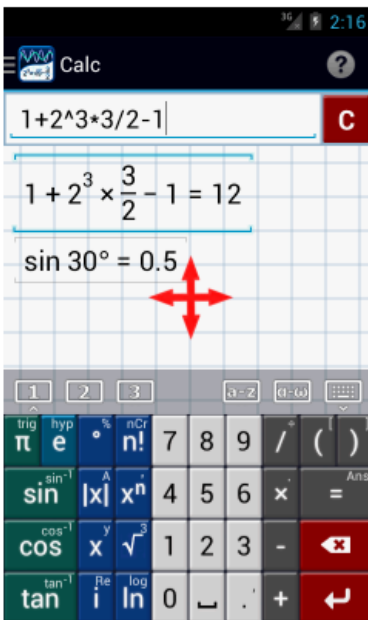 3G 2:16
Calc ?
1+2^3*3/2-1 C
1 + 2³ × 3/2 − 1 = 12
sin 30° = 0.5
1 2 3 a-z α-ω
trig hyp % nCr ÷ [ ]
π e ° n! 7 8 9 / ( )
sin⁻¹ A Ans
sin |x| xⁿ 4 5 6 × =
cos⁻¹ y 3
cos x √ 1 2 3 -
tan⁻¹ Re log ,
tan i ln 0 . +